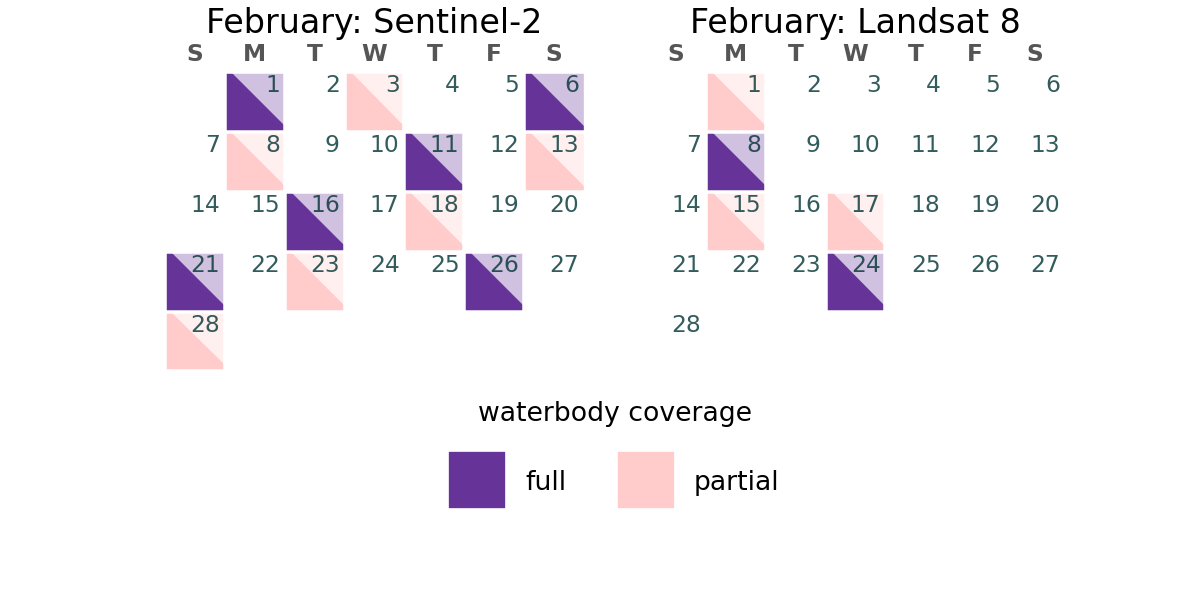 February: Sentinel-2
S M T W T F S
1 2 3 4 5 6
7 8 9 10 11 12 13
14 15 16 17 18 19 20
21 22 23 24 25 26 27
28
February: Landsat 8
S M T W T F S
1 2 3 4 5 6
7 8 9 10 11 12 13
14 15 16 17 18 19 20
21 22 23 24 25 26 27
28
waterbody coverage
full
partial